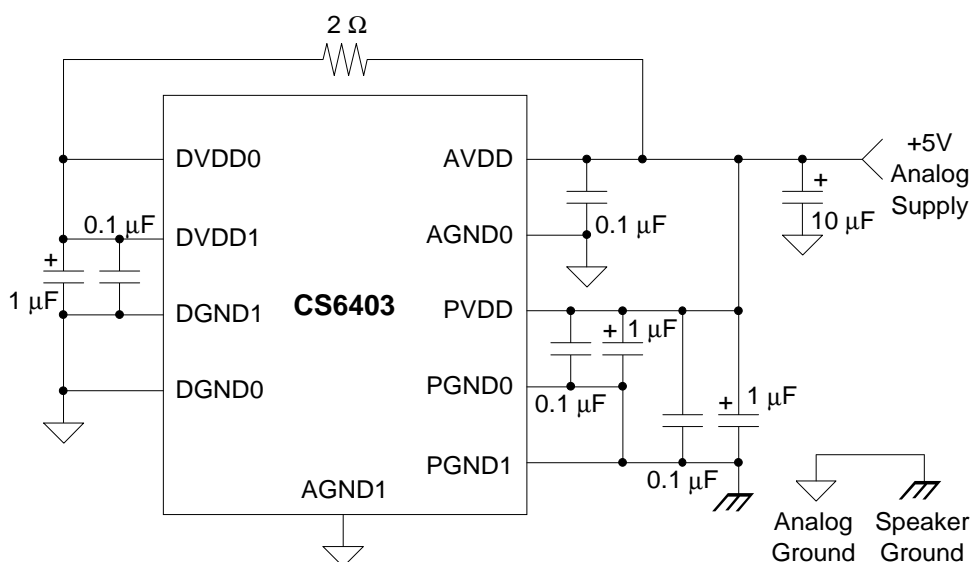 2 Ω
DVDD0
AVDD
+5V
Analog
Supply
+
0.1 µF
DVDD1
AGND0
0.1 µF
10 µF
+
1 µF
DGND1
CS6403
PVDD
+
1 µF
DGND0
PGND0
0.1 µF
+
1 µF
PGND1
0.1 µF
AGND1
Analog
Ground
Speaker
Ground